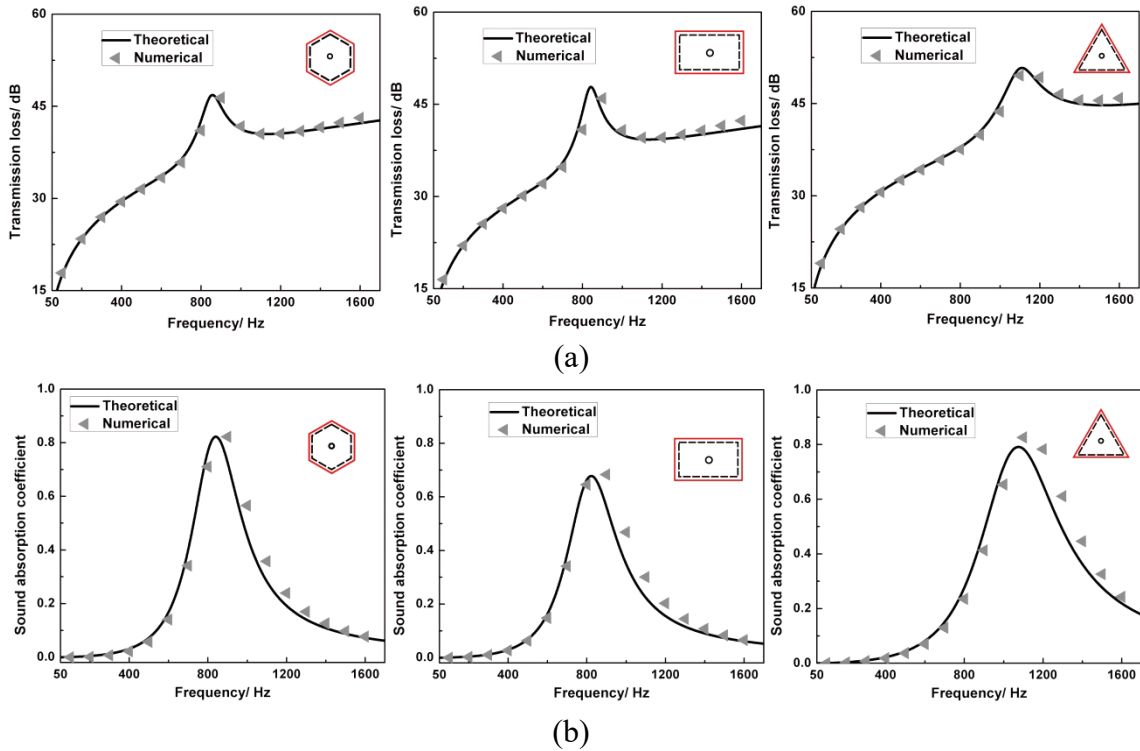 60
45
30
15
Transmission loss/ dB
Theoretical
Numerical
50 400 800 1200 1600
Frequency/ Hz
60
45
30
15
Transmission loss/ dB
Theoretical
Numerical
50 400 800 1200 1600
Frequency/ Hz
60
45
30
15
Transmission loss/ dB
Theoretical
Numerical
50 400 800 1200 1600
Frequency/ Hz
(a)
1.0
0.8
0.6
0.4
0.2
0.0
Sound absorption coefficient
Theoretical
Numerical
50 400 800 1200 1600
Frequency/ Hz
1.0
0.8
0.6
0.4
0.2
0.0
Sound absorption coefficient
Theoretical
Numerical
50 400 800 1200 1600
Frequency/ Hz
1.0
0.8
0.6
0.4
0.2
0.0
Sound absorption coefficient
Theoretical
Numerical
50 400 800 1200 1600
Frequency/ Hz
(b)